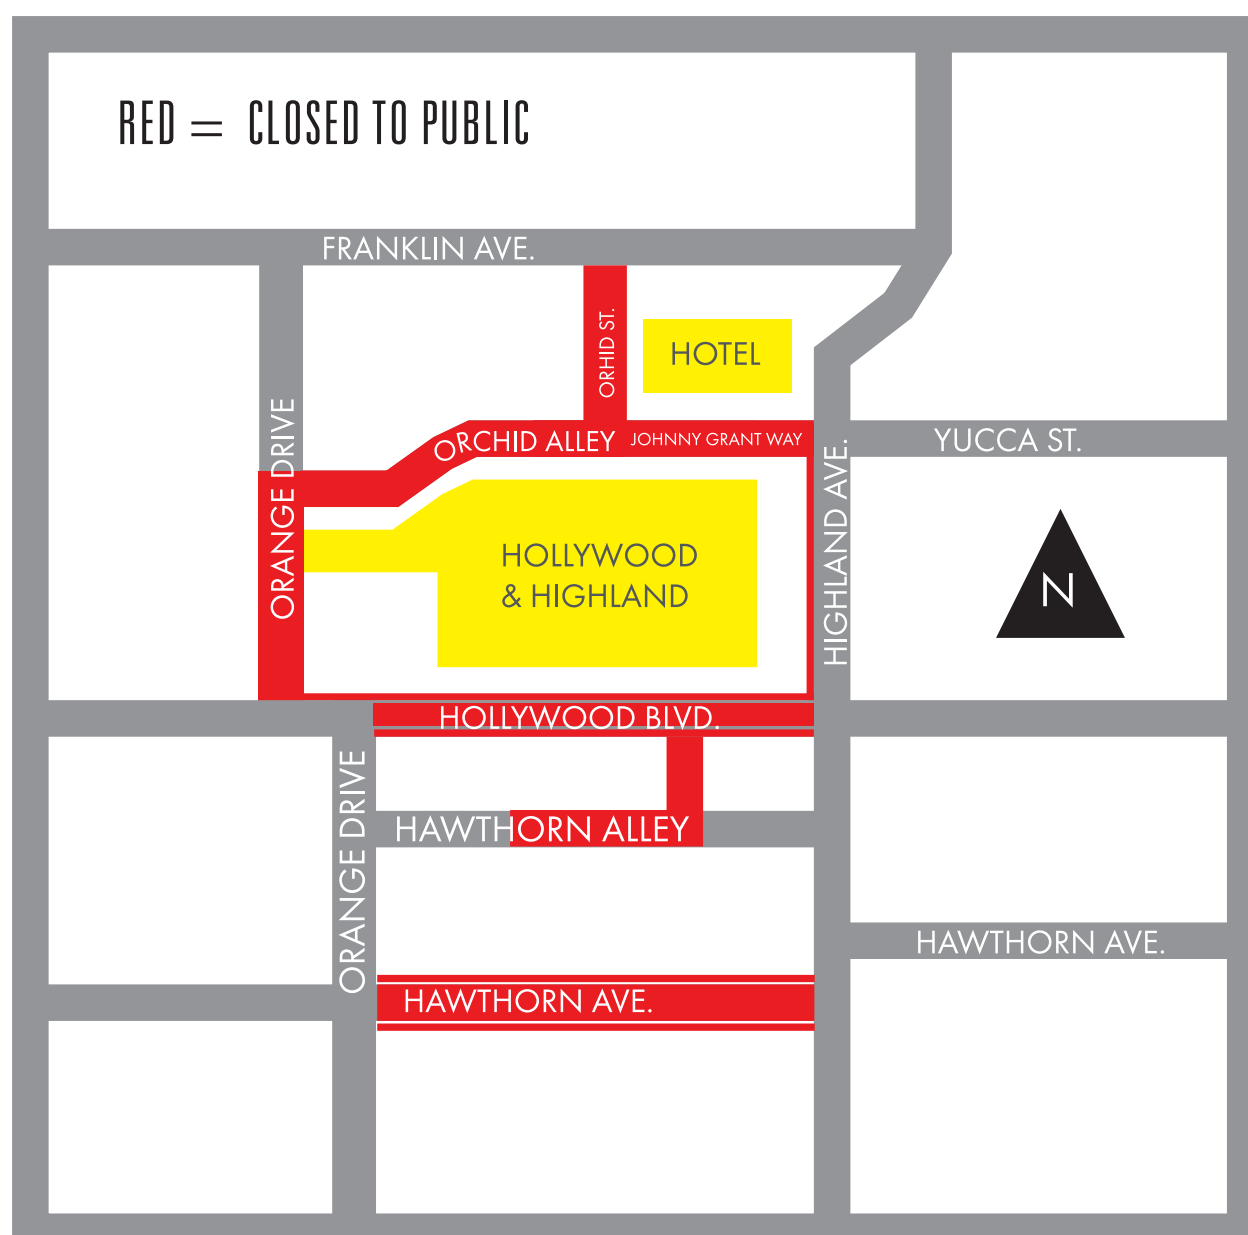 RED = CLOSED TO PUBLIC
FRANKLIN AVE.
ORHID ST.
HOTEL
ORANGE DRIVE
ORCHID ALLEY
JOHNNY GRANT WAY
HIGHLAND AVE.
YUCCA ST.
HOLLYWOOD
& HIGHLAND
N
HOLLYWOOD BLVD.
ORANGE DRIVE
HAWTHORN ALLEY
HAWTHORN AVE.
HAWTHORN AVE.